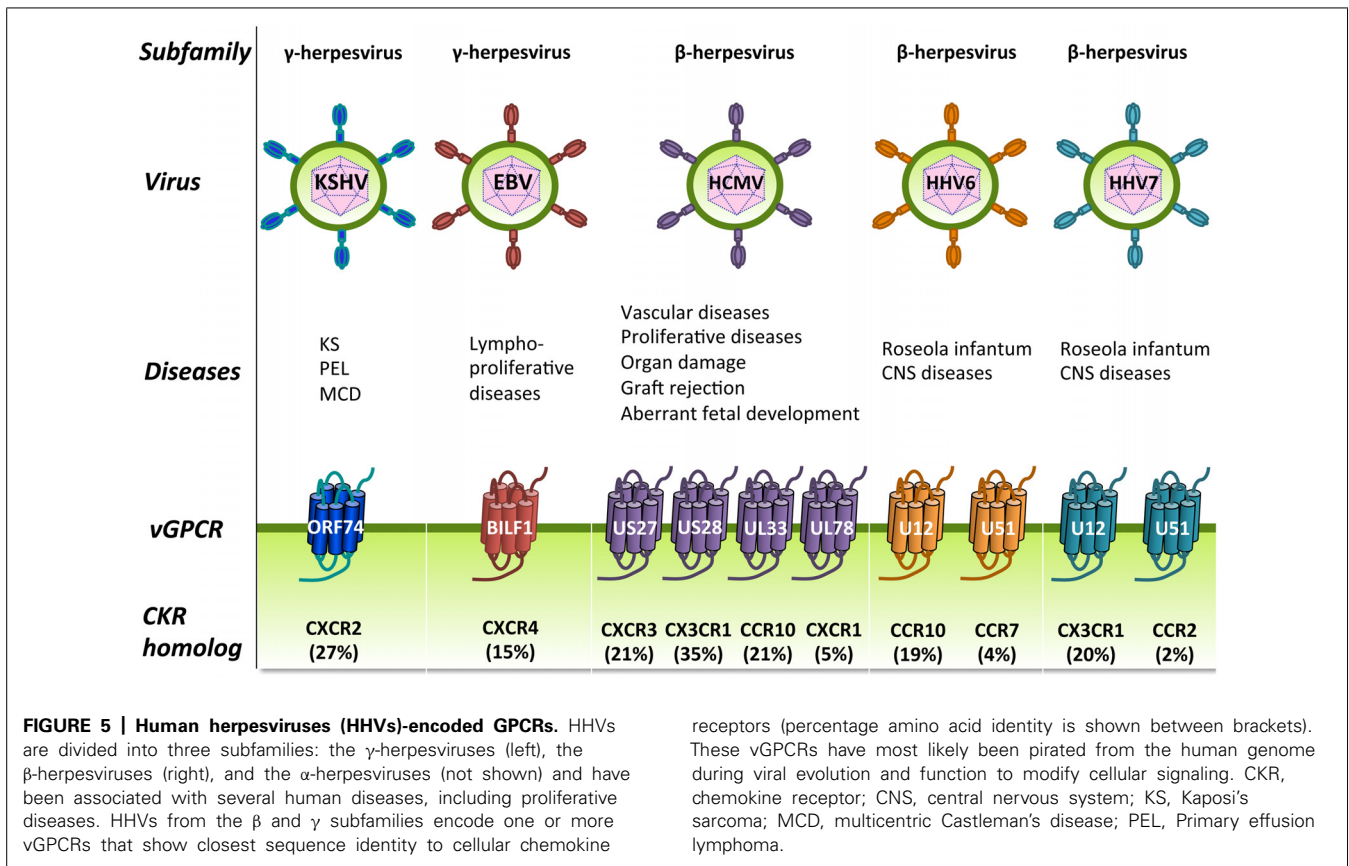 Subfamily γ-herpesvirus γ-herpesvirus β-herpesvirus β-herpesvirus β-herpesvirus
Virus KSHV EBV HCMV HHV6 HHV7
Diseases
KS
PEL
MCD
Lympho-
proliferative
diseases
Vascular diseases
Proliferative diseases
Organ damage
Graft rejection
Aberrant fetal development
Roseola infantum
CNS diseases
Roseola infantum
CNS diseases
vGPCR ORF74 BILF1 US27 US28 UL33 UL78 U12 U51 U12 U51
CKR
homolog
CXCR2 CXCR4 CXCR3 CX3CR1 CCR10 CXCR1 CCR10 CCR7 CX3CR1 CCR2
(27%) (15%) (21%) (35%) (21%) (5%) (19%) (4%) (20%) (2%)
FIGURE 5 | Human herpesviruses (HHVs)-encoded GPCRs. HHVs
are divided into three subfamilies: the γ-herpesviruses (left), the
β-herpesviruses (right), and the α-herpesviruses (not shown) and have
been associated with several human diseases, including proliferative
diseases. HHVs from the β and γ subfamilies encode one or more
vGPCRs that show closest sequence identity to cellular chemokine
receptors (percentage amino acid identity is shown between brackets).
These vGPCRs have most likely been pirated from the human genome
during viral evolution and function to modify cellular signaling. CKR,
chemokine receptor; CNS, central nervous system; KS, Kaposi's
sarcoma; MCD, multicentric Castleman's disease; PEL, Primary effusion
lymphoma.